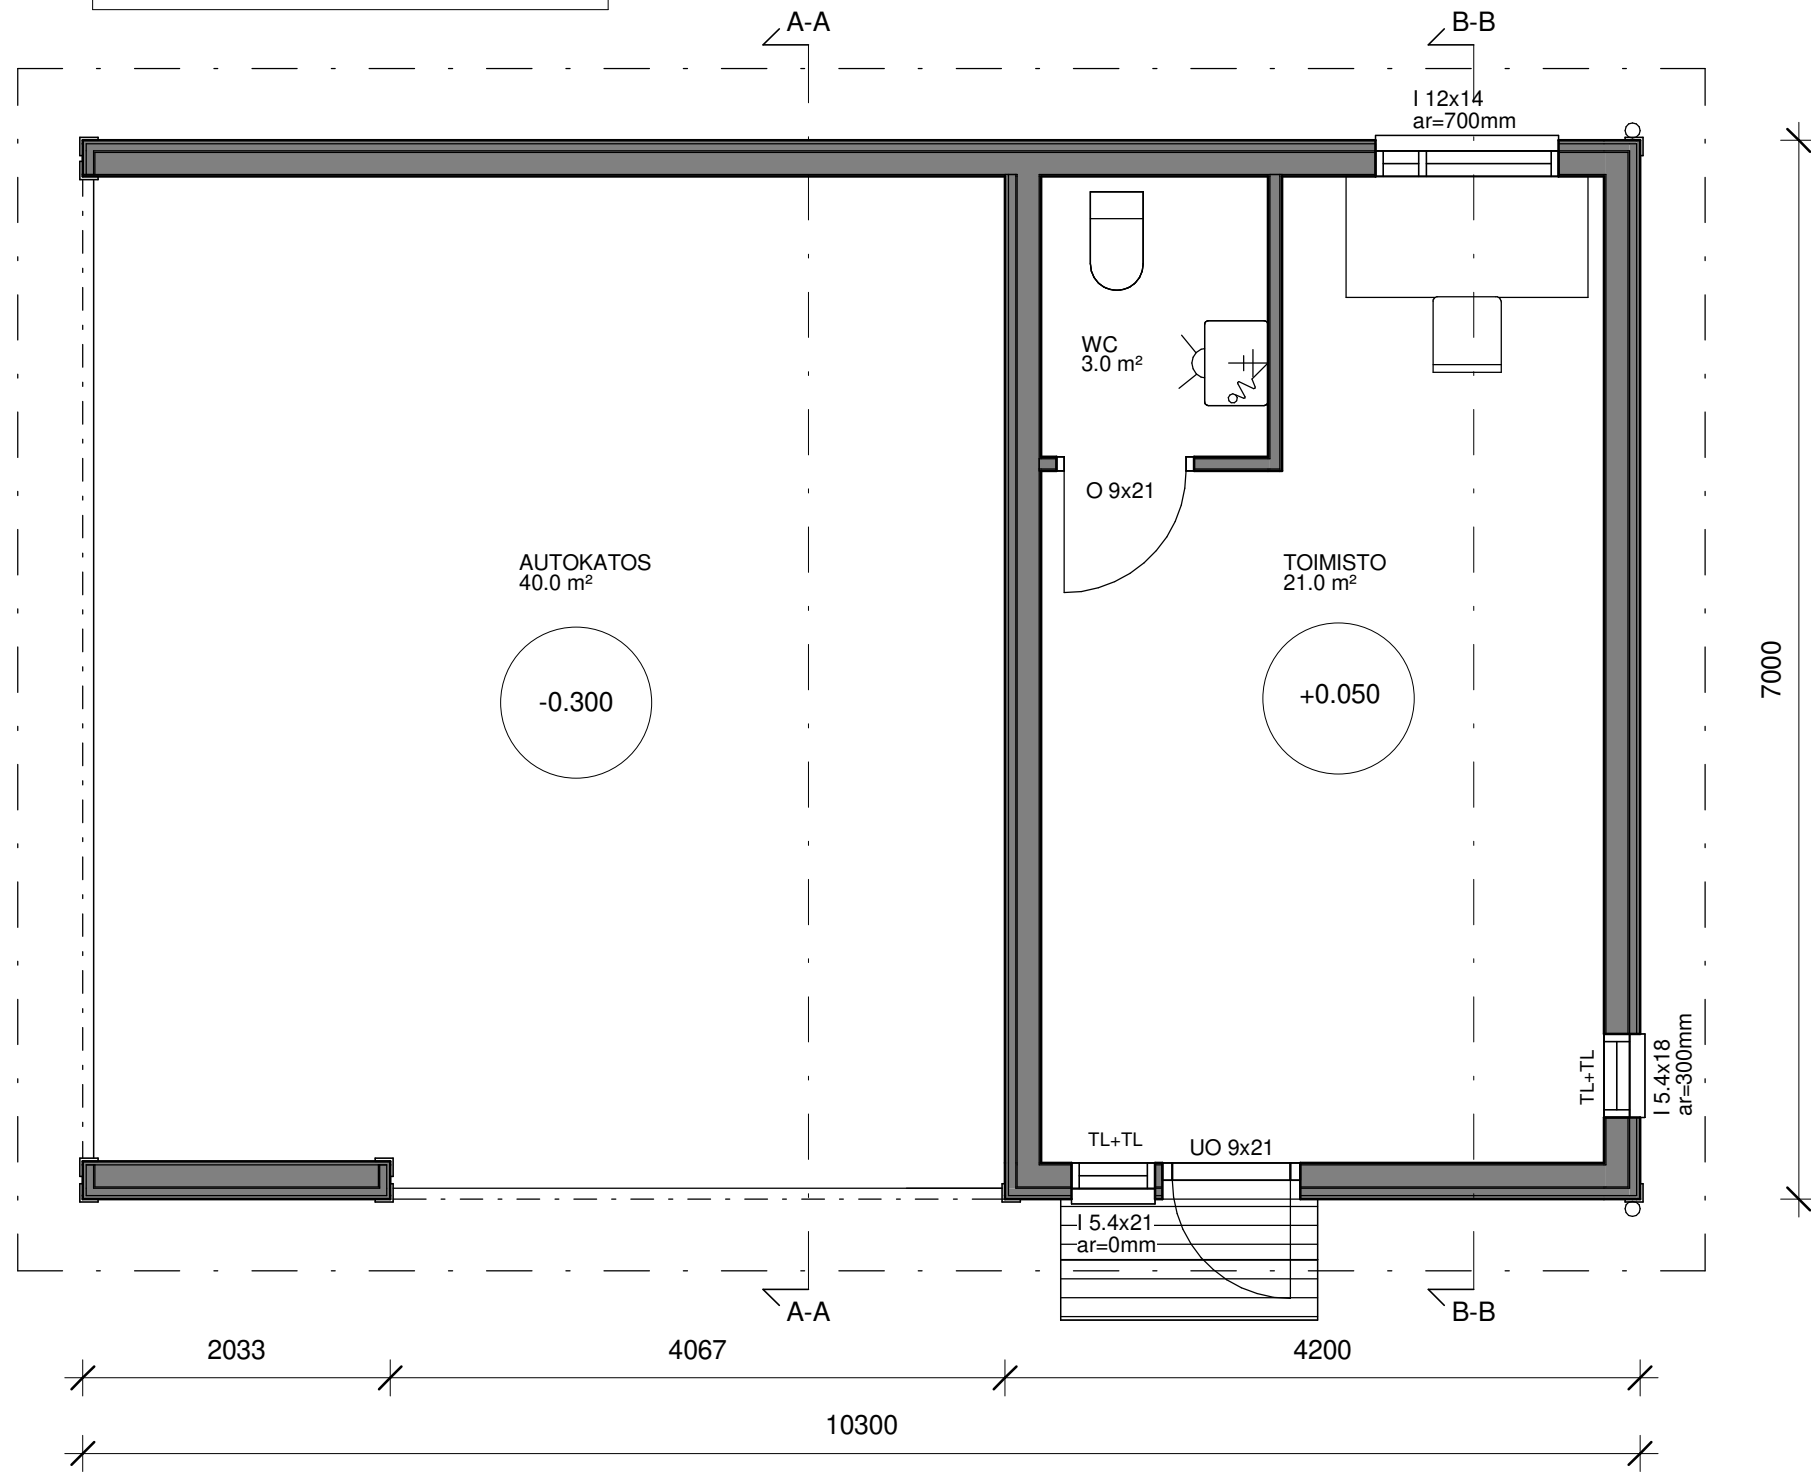 A-A
B-B
I 12x14
ar=700mm
WC
3.0 m²
O 9x21
AUTOKATOS
40.0 m²
TOIMISTO
21.0 m²
-0.300
+0.050
7000
TL+TL
I 5.4x18
ar=300mm
TL+TL
UO 9x21
I 5.4x21
ar=0mm
A-A
B-B
2033
4067
4200
10300